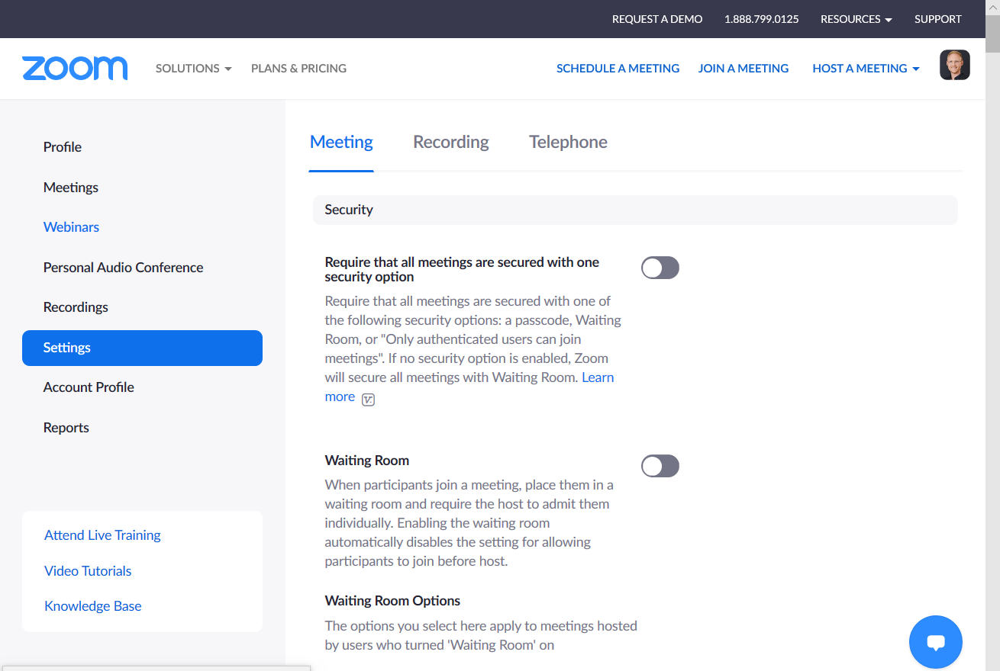 REQUEST A DEMO 1.888.799.0125 RESOURCES SUPPORT
zoom SOLUTIONS PLANS & PRICING SCHEDULE A MEETING JOIN A MEETING HOST A MEETING
Profile
Meetings
Webinars
Personal Audio Conference
Recordings
Settings
Account Profile
Reports
Attend Live Training
Video Tutorials
Knowledge Base
Meeting Recording Telephone
Security
Require that all meetings are secured with one
security option
Require that all meetings are secured with one of
the following security options: a passcode, Waiting
Room, or "Only authenticated users can join
meetings". If no security option is enabled, Zoom
will secure all meetings with Waiting Room. Learn
more
Waiting Room
When participants join a meeting, place them in a
waiting room and require the host to admit them
individually. Enabling the waiting room
automatically disables the setting for allowing
participants to join before host.
Waiting Room Options
The options you select here apply to meetings hosted
by users who turned 'Waiting Room' on